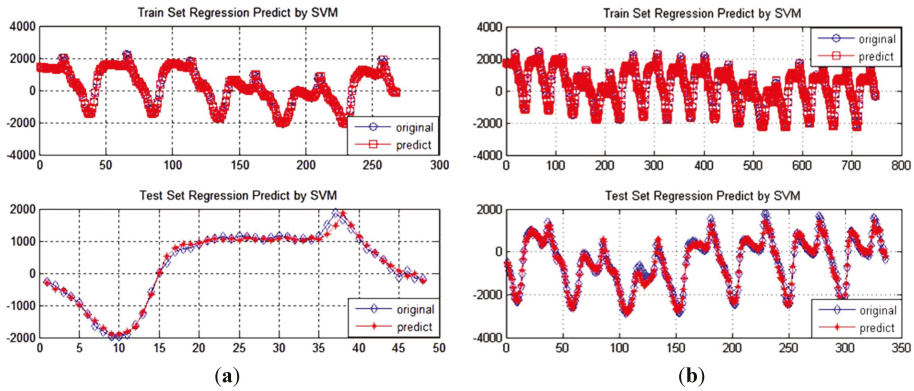 Train Set Regression Predict by SVM
4000
2000
0
-2000
-4000
0 50 100 150 200 250 300
original
predict
Test Set Regression Predict by SVM
2000
1000
0
-1000
-2000
0 5 10 15 20 25 30 35 40 45 50
original
predict
(a)
Train Set Regression Predict by SVM
4000
2000
0
-2000
-4000
0 100 200 300 400 500 600 700 800
original
predict
Test Set Regression Predict by SVM
2000
0
-2000
-4000
0 50 100 150 200 250 300 350
original
predict
(b)